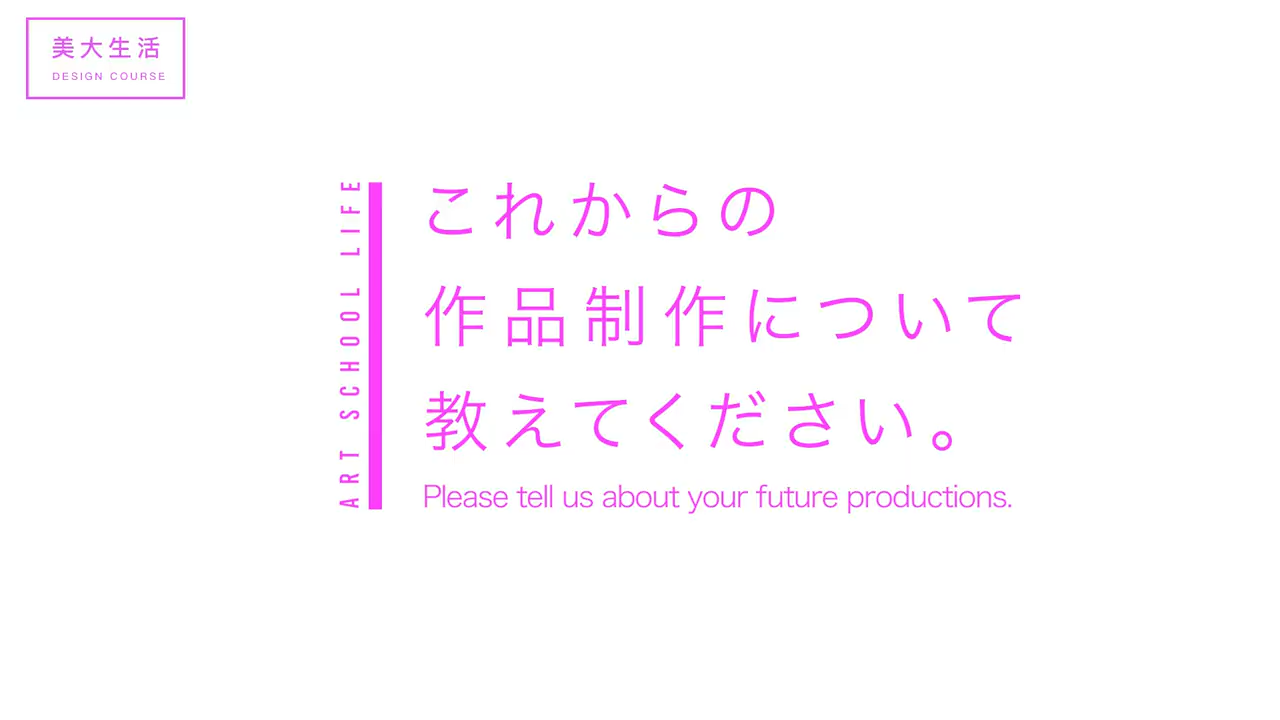 美大生活
DESIGN COURSE
ART SCHOOL LIFE
これからの
作品制作について
教えてください。
Please tell us about your future productions.